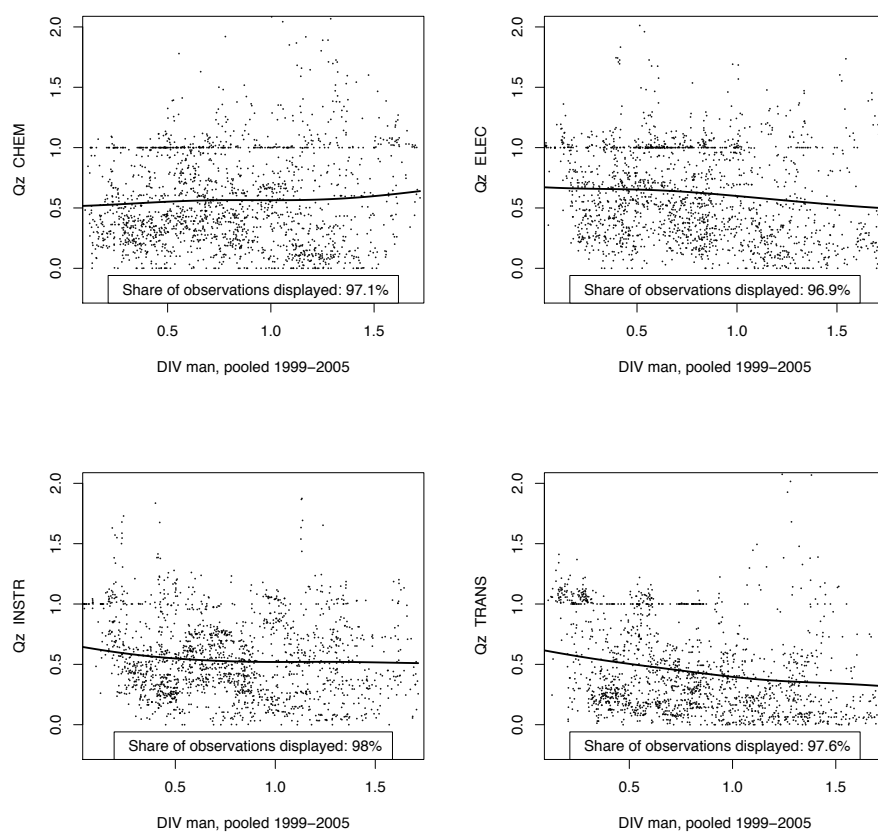 2.0
1.5
1.0
0.5
0.0
Qz CHEM
Share of observations displayed: 97.1%
0.5 1.0 1.5
DIV man, pooled 1999−2005
2.0
1.5
1.0
0.5
0.0
Qz ELEC
Share of observations displayed: 96.9%
0.5 1.0 1.5
DIV man, pooled 1999−2005
2.0
1.5
1.0
0.5
0.0
Qz INSTR
Share of observations displayed: 98%
0.5 1.0 1.5
DIV man, pooled 1999−2005
2.0
1.5
1.0
0.5
0.0
Qz TRANS
Share of observations displayed: 97.6%
0.5 1.0 1.5
DIV man, pooled 1999−2005